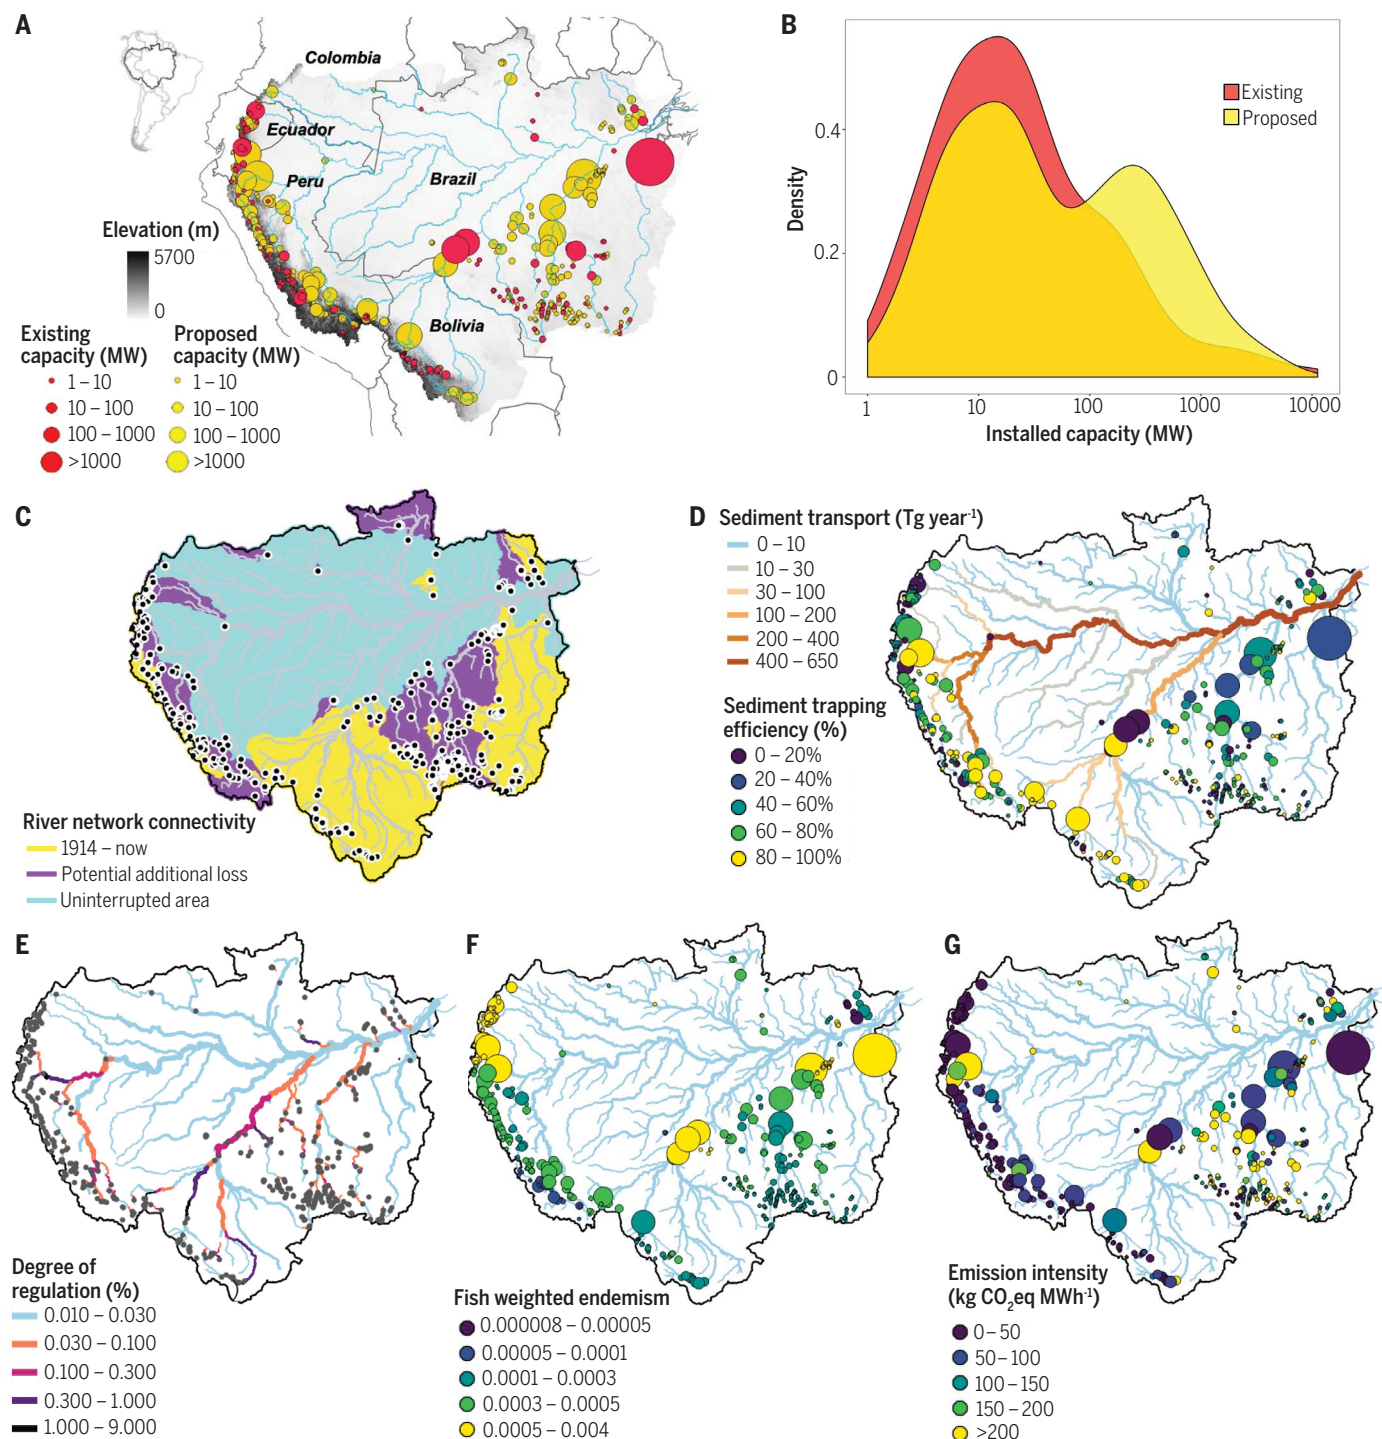 A
Colombia
Ecuador
Peru
Brazil
Bolivia
Elevation (m)
5700
0
Existing
capacity (MW)
1 – 10
10 – 100
100 – 1000
>1000
Proposed
capacity (MW)
1 – 10
10 – 100
100 – 1000
>1000
B
Existing
Proposed
Density
0.4
0.2
0
1
10
100
1000
10000
Installed capacity (MW)
C
River network connectivity
1914 – now
Potential additional loss
Uninterrupted area
D
Sediment transport (Tg year⁻¹)
0 – 10
10 – 30
30 – 100
100 – 200
200 – 400
400 – 650
Sediment trapping
efficiency (%)
0 – 20%
20 – 40%
40 – 60%
60 – 80%
80 – 100%
E
Degree of
regulation (%)
0.010 – 0.030
0.030 – 0.100
0.100 – 0.300
0.300 – 1.000
1.000 – 9.000
F
Fish weighted endemism
0.000008 – 0.00005
0.00005 – 0.0001
0.0001 – 0.0003
0.0003 – 0.0005
0.0005 – 0.004
G
Emission intensity
(kg CO₂eq MWh⁻¹)
0 – 50
50 – 100
100 – 150
150 – 200
>200